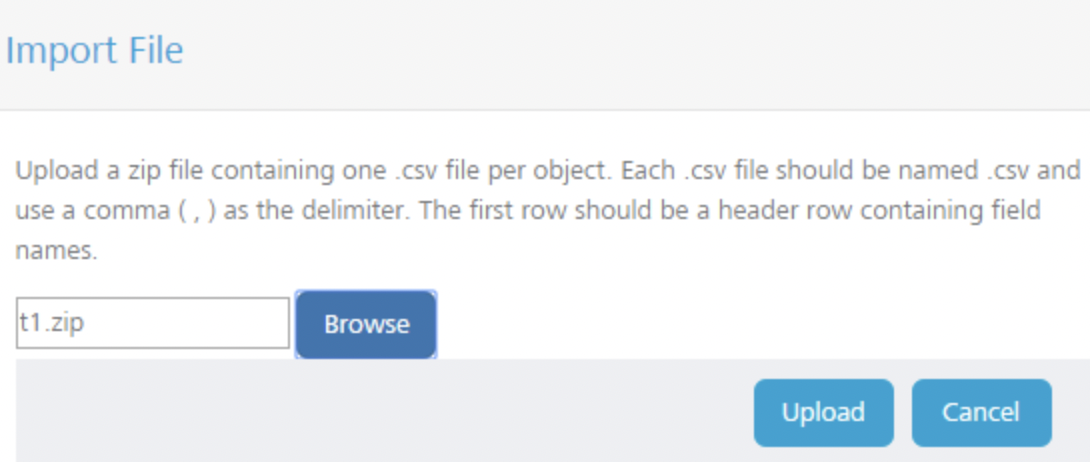 Import File
Upload a zip file containing one .csv file per object. Each .csv file should be named .csv and
use a comma ( , ) as the delimiter. The first row should be a header row containing field
names.
t1.zip Browse
Upload Cancel